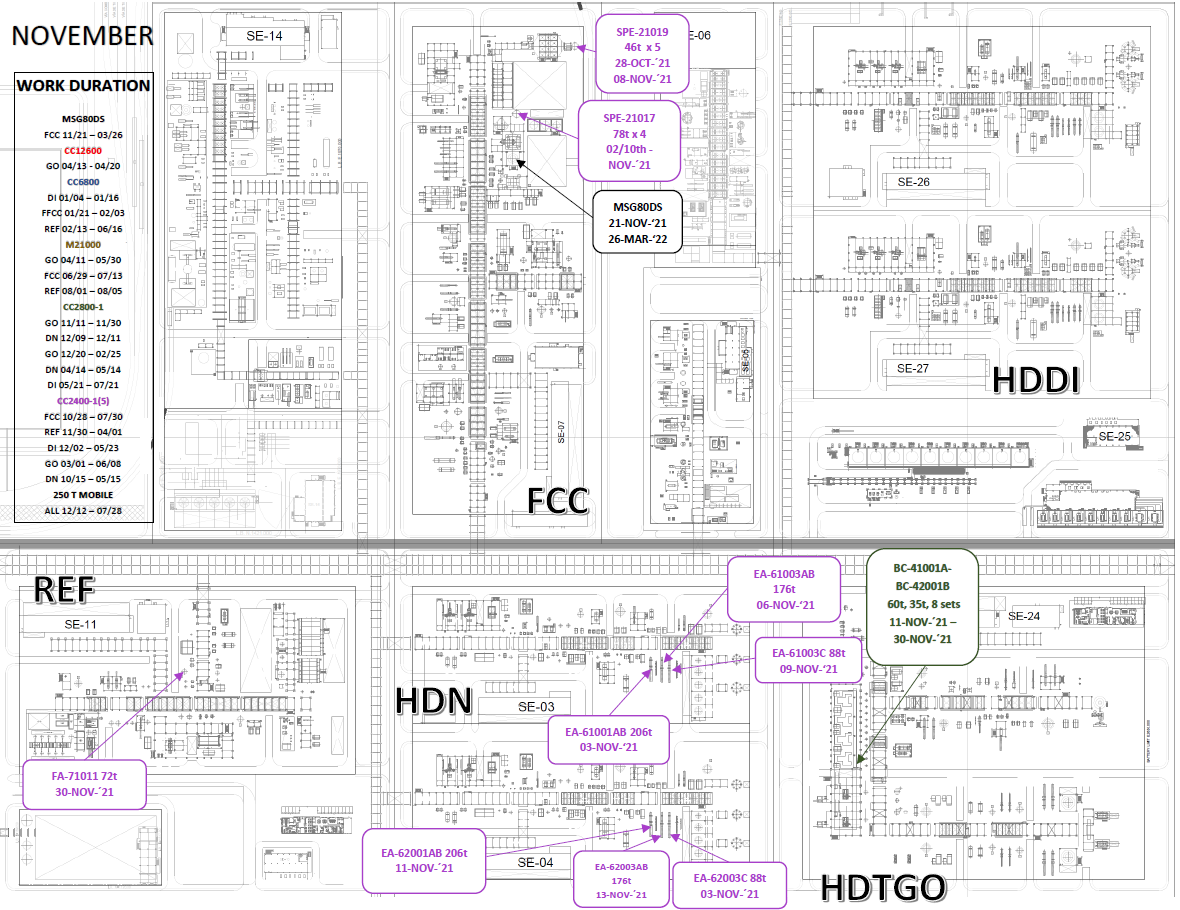 NOVEMBER
WORK DURATION
MSG80DS
FCC 11/21 – 03/26
CC12600
GO 04/13 - 04/20
CC6800
DI 01/04 – 01/16
FFCC 01/21 – 02/03
REF 02/13 – 06/16
M21000
GO 04/11 – 05/30
FCC 06/29 – 07/13
REF 08/01 – 08/05
CC2800-1
GO 11/11 – 11/30
DN 12/09 – 12/11
GO 12/20 – 02/25
DN 04/14 – 05/14
DI 05/21 – 07/21
CC2400-1(5)
FCC 10/28 – 07/30
REF 11/30 – 04/01
DI 12/02 – 05/23
GO 03/01 – 06/08
DN 10/15 – 05/15
250 T MOBILE
ALL 12/12 – 07/28
SE-14
SPE-21019
46t x 5
28-OCT-´21
08-NOV-´21
E-06
SPE-21017
78t x 4
02/10th -
NOV-´21
MSG80DS
21-NOV-‘21
26-MAR-‘22
SE-07
FCC
SE-05
SE-26
SE-27
HDDI
SE-25
REF
SE-11
FA-71011 72t
30-NOV-´21
HDN
SE-03
EA-61003AB
176t
06-NOV-‘21
EA-61003C 88t
09-NOV-‘21
EA-61001AB 206t
03-NOV-‘21
EA-62001AB 206t
11-NOV-´21
SE-04
EA-62003AB
176t
13-NOV-´21
EA-62003C 88t
03-NOV-´21
BC-41001A-
BC-42001B
60t, 35t, 8 sets
11-NOV-´21 –
30-NOV-´21
SE-24
HDTGO